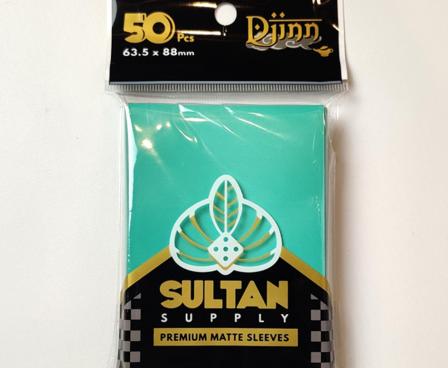 50 Pcs
63.5 x 88mm
Djinn
SULTAN
SUPPLY
PREMIUM MATTE SLEEVES